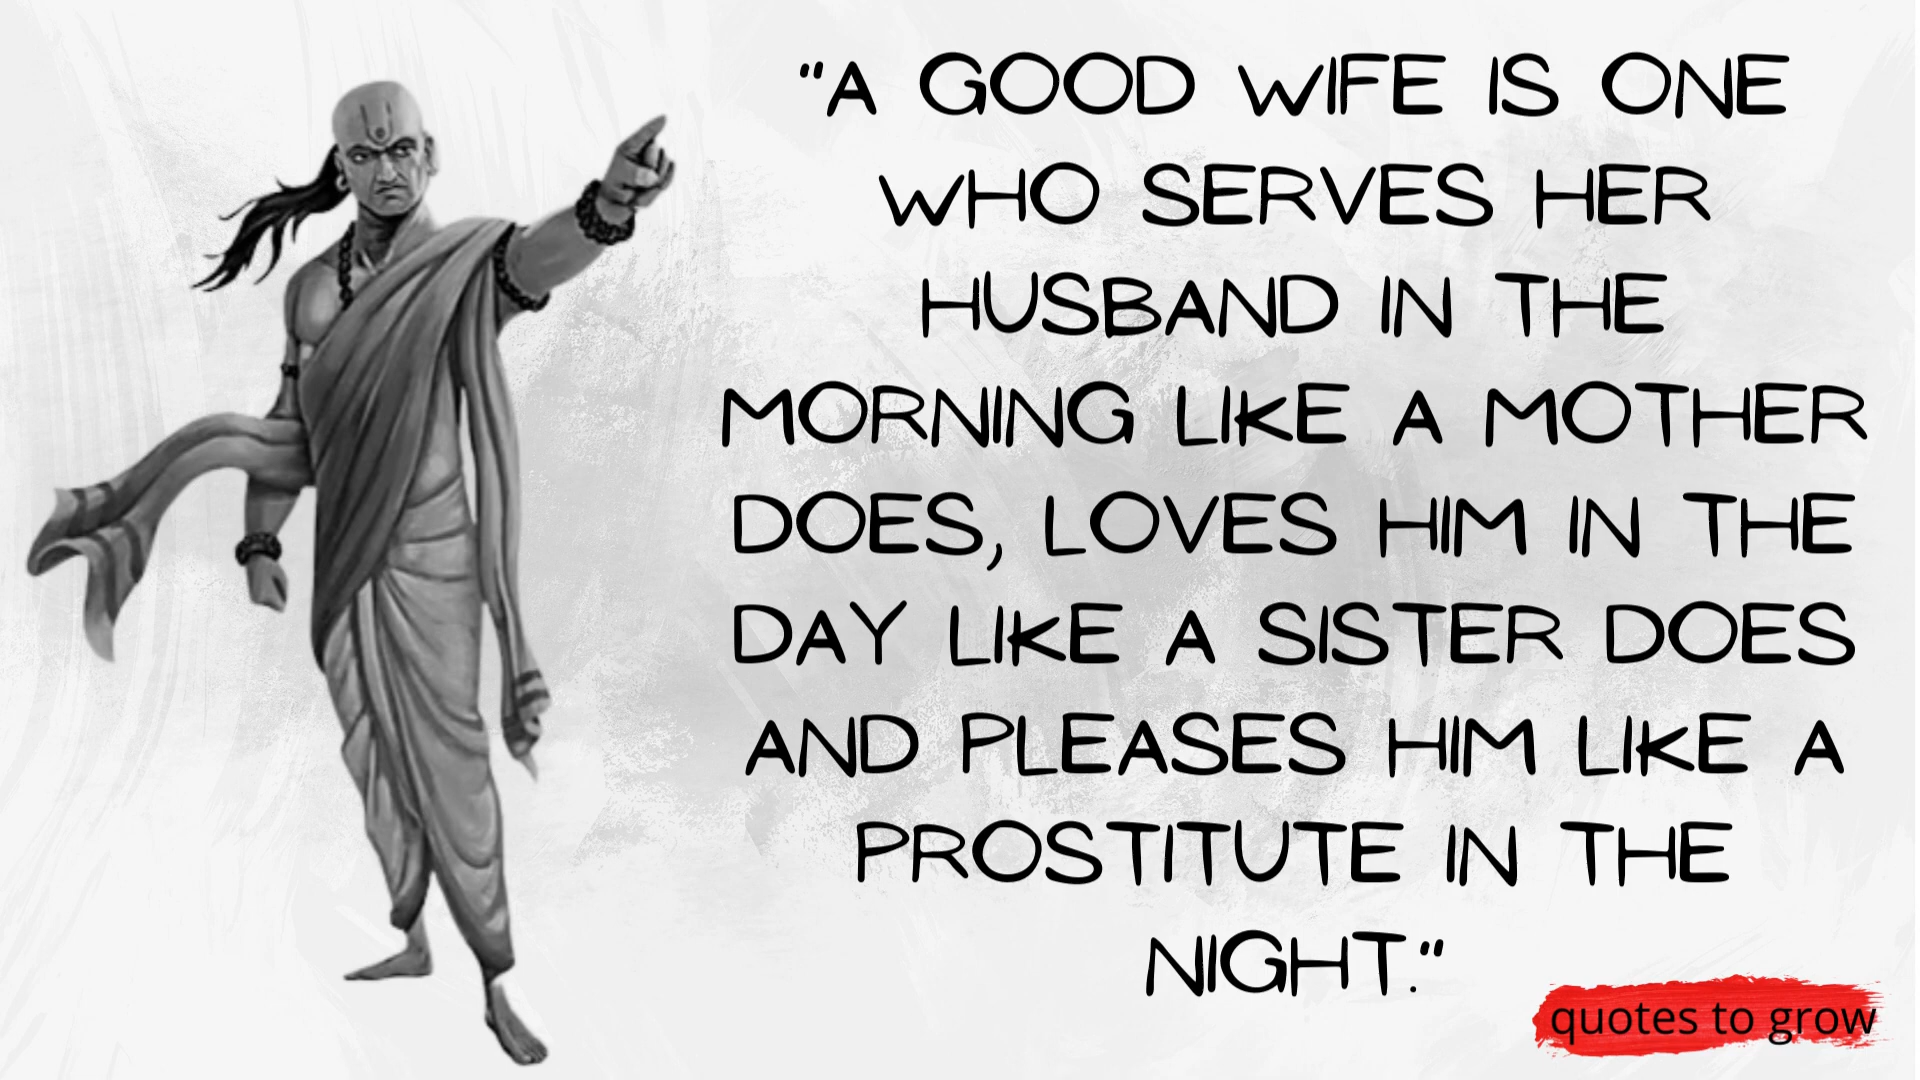 "A GOOD WIFE IS ONE
WHO SERVES HER
HUSBAND IN THE
MORNING LIKE A MOTHER
DOES, LOVES HIM IN THE
DAY LIKE A SISTER DOES
AND PLEASES HIM LIKE A
PROSTITUTE IN THE
NIGHT."
quotes to grow